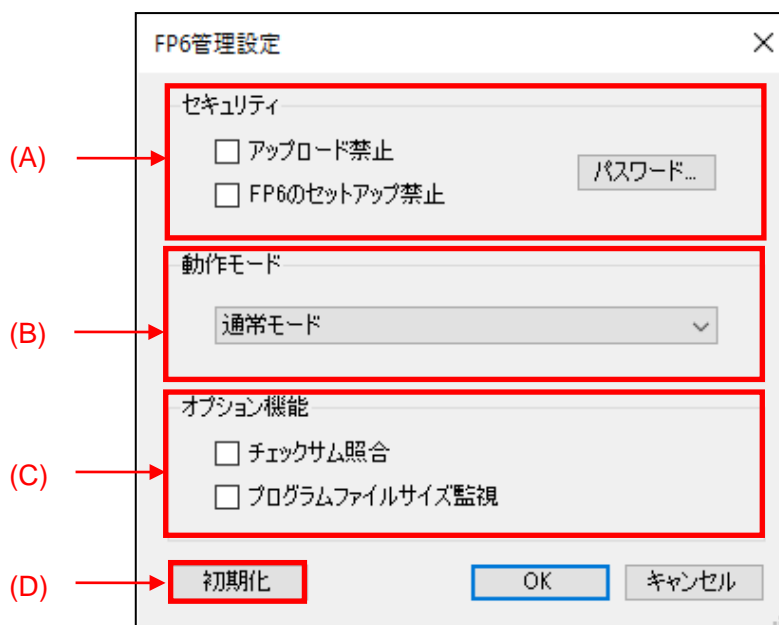 FP6管理設定
セキュリティ
(A)
アップロード禁止
パスワード...
FP6のセットアップ禁止
動作モード
(B)
通常モード
オプション機能
(C)
チェックサム照合
プログラムファイルサイズ監視
(D)
初期化 OK キャンセル